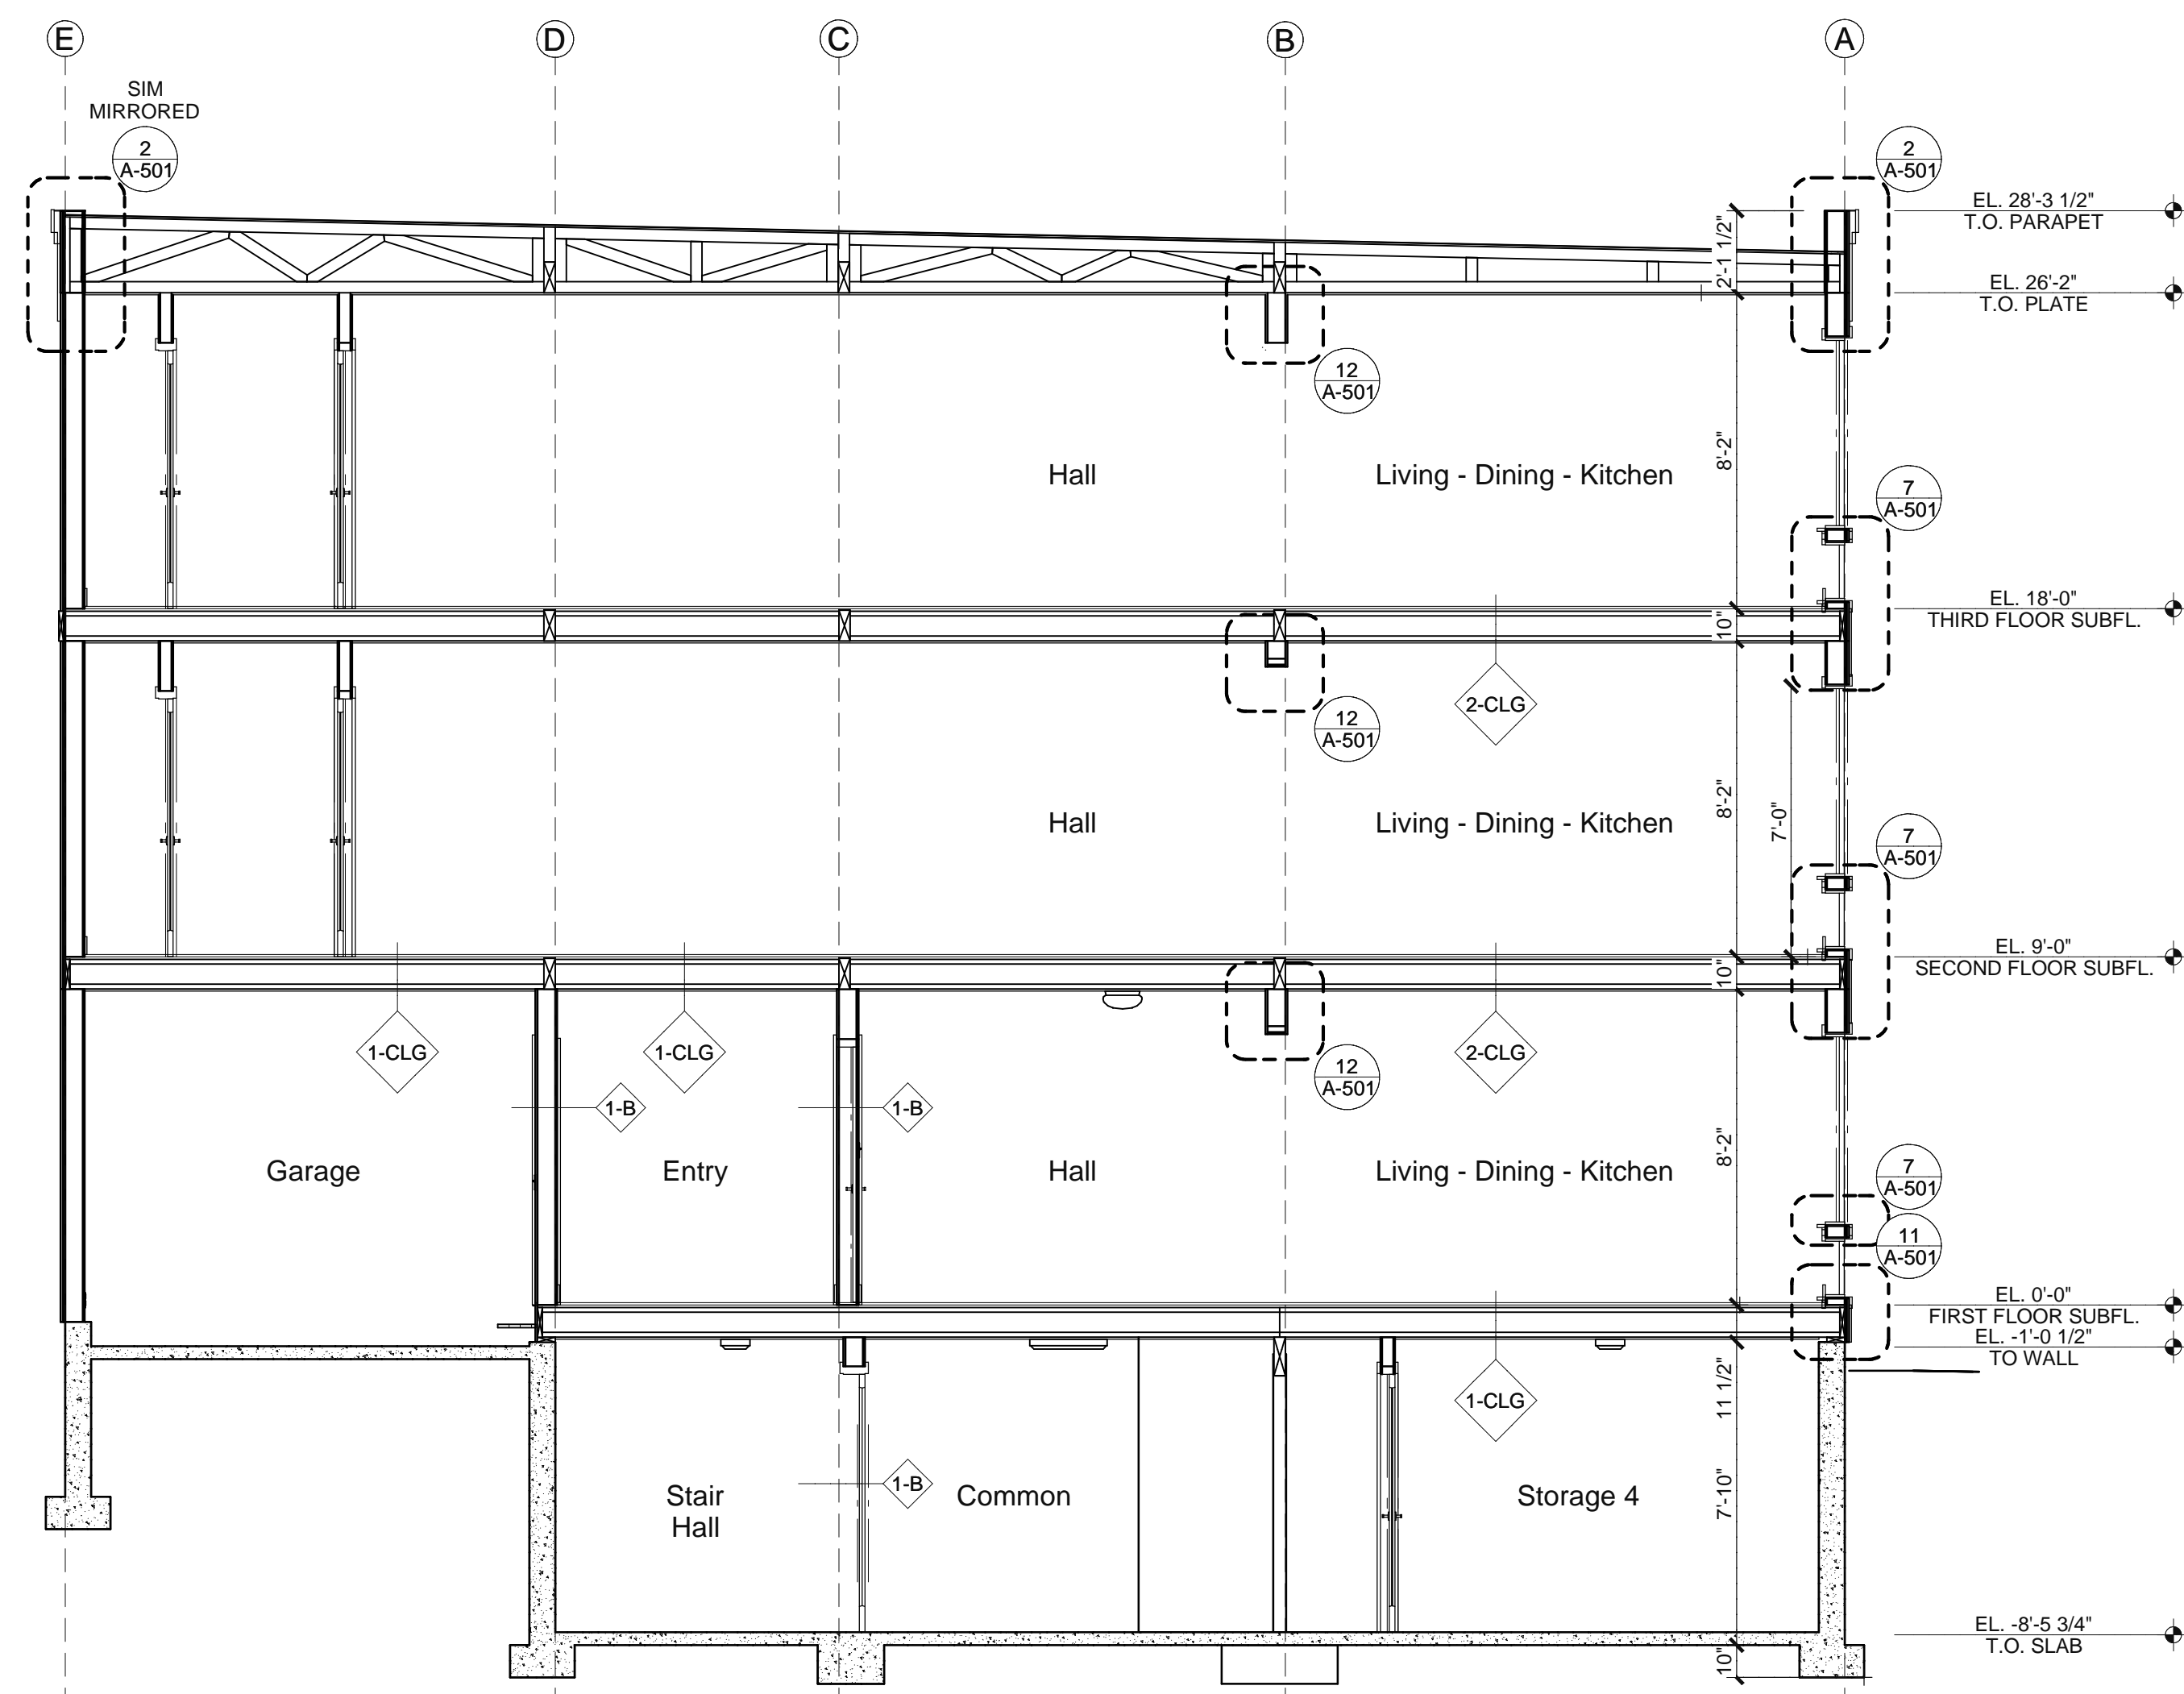 E
D
C
B
A
SIM
MIRRORED
2
A-501
2
A-501
EL. 28'-3 1/2"
T.O. PARAPET
2'-1 1/2"
EL. 26'-2"
T.O. PLATE
12
A-501
8'-2"
Hall
Living - Dining - Kitchen
7
A-501
EL. 18'-0"
THIRD FLOOR SUBFL.
10"
2-CLG
12
A-501
8'-2"
7'-0"
Hall
Living - Dining - Kitchen
7
A-501
EL. 9'-0"
SECOND FLOOR SUBFL.
10"
1-CLG
1-CLG
2-CLG
12
A-501
1-B
1-B
8'-2"
Garage
Entry
Hall
Living - Dining - Kitchen
7
A-501
11
A-501
EL. 0'-0"
FIRST FLOOR SUBFL.
EL. -1'-0 1/2"
TO WALL
11 1/2"
1-CLG
1-B
Stair
Hall
Common
Storage 4
7'-10"
EL. -8'-5 3/4"
T.O. SLAB
10"